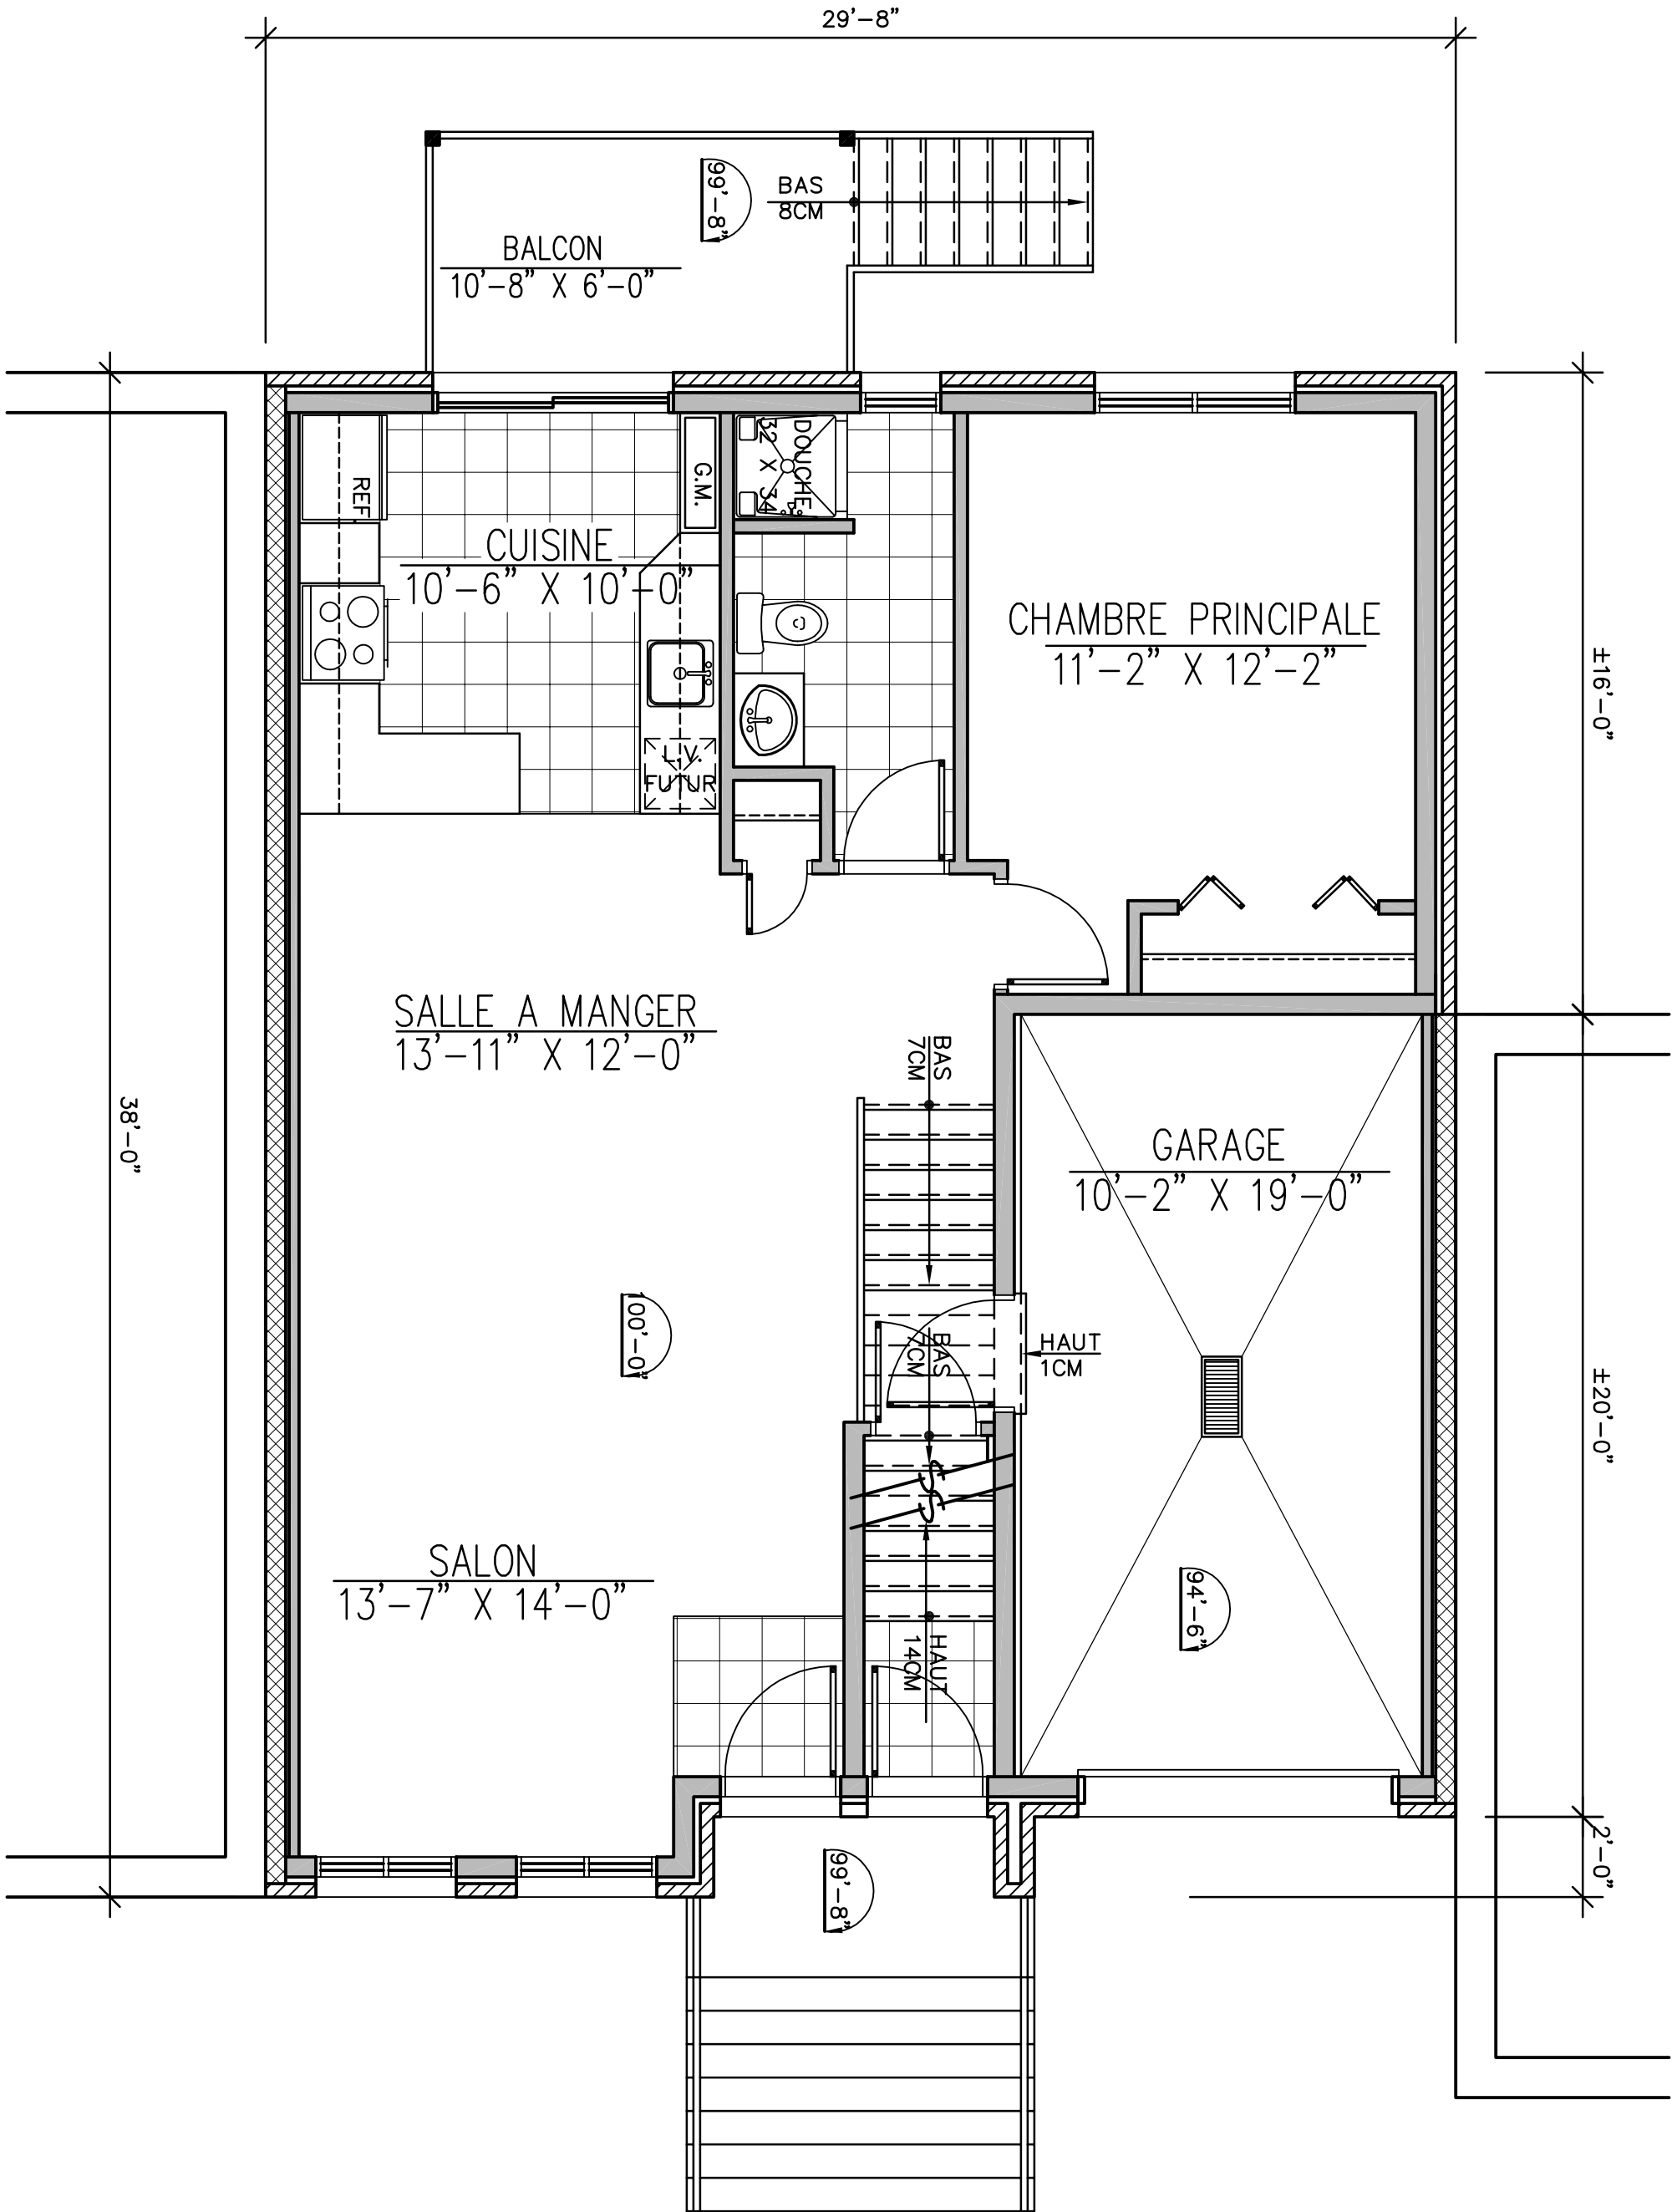 29'-8"
99'-8"
BAS
8CM
BALCON
10'-8" X 6'-0"
DOUCHE
32 X 34
REF.
G.M.
CUISINE
10'-6" X 10'-0"
CHAMBRE PRINCIPALE
11'-2" X 12'-2"
±16'-0"
L.V.
FUTUR
SALLE A MANGER
13'-11" X 12'-0"
BAS
7CM
38'-0"
GARAGE
10'-2" X 19'-0"
100'-0"
BAS
7CM
HAUT
1CM
±20'-0"
SALON
13'-7" X 14'-0"
94'-6"
HAUT
14CM
99'-8"
2'-0"